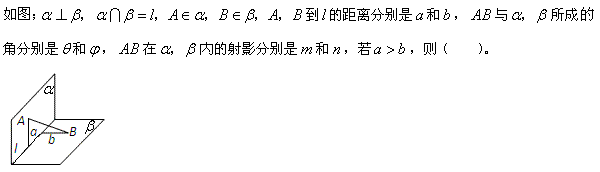 如图：α⊥β，α⋂β=l，A∈α，B∈β，A，B到l的距离分别是a和b，AB与α，β所成的
角分别是θ和φ，AB在α，β内的射影分别是m和n，若a>b，则（    ）。
α
A
a
B
β
b
l